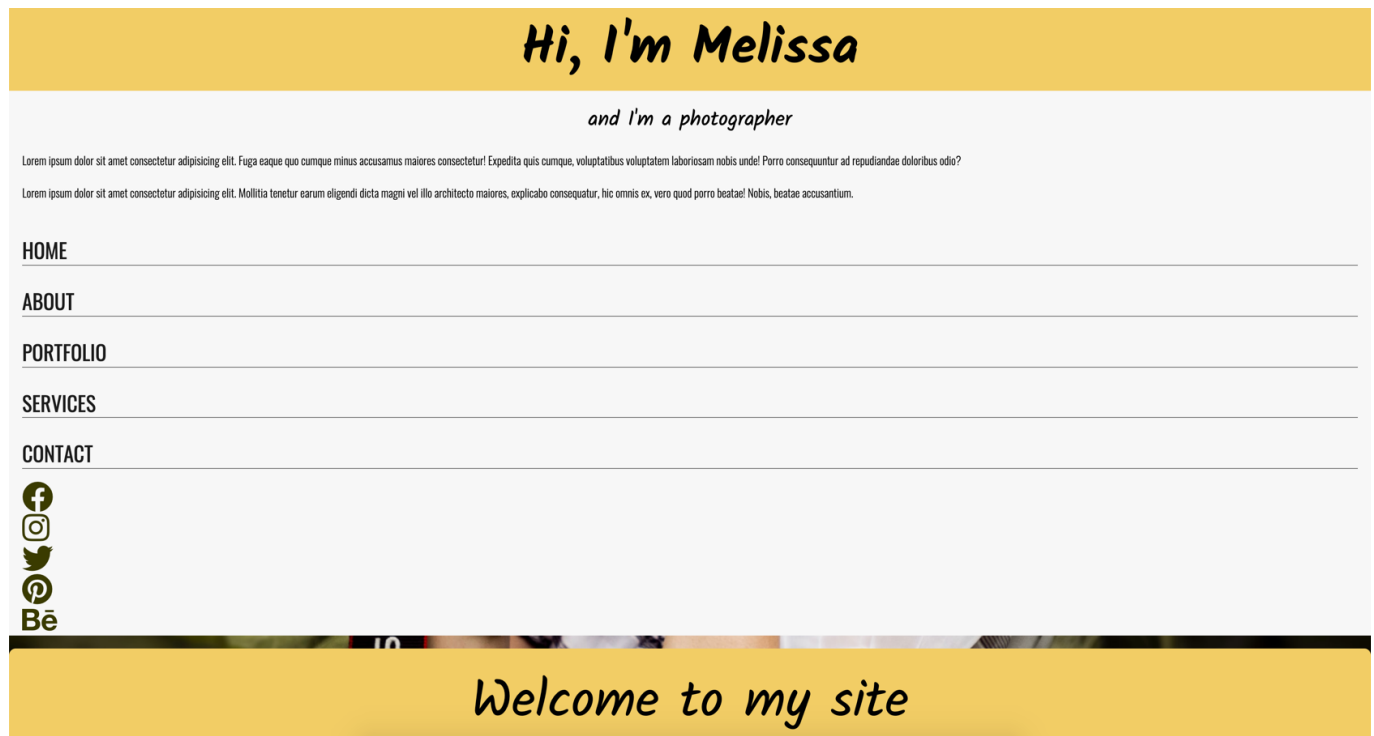 Hi, I'm Melissa
and I'm a photographer
Lorem ipsum dolor sit amet consectetur adipisicing elit. Fuga eaque quo cumque minus accusamus maiores consectetur! Expedita quis cumque, voluptatibus voluptatem laboriosam nobis unde! Porro consequuntur ad repudiandae doloribus odio?
Lorem ipsum dolor sit amet consectetur adipisicing elit. Mollitia tenetur earum eligendi dicta magni vel illo architecto maiores, explicabo consequatur, hic omnis ex, vero quod porro beatae! Nobis, beatae accusantium.
HOME
ABOUT
PORTFOLIO
SERVICES
CONTACT
Bē
Welcome to my site